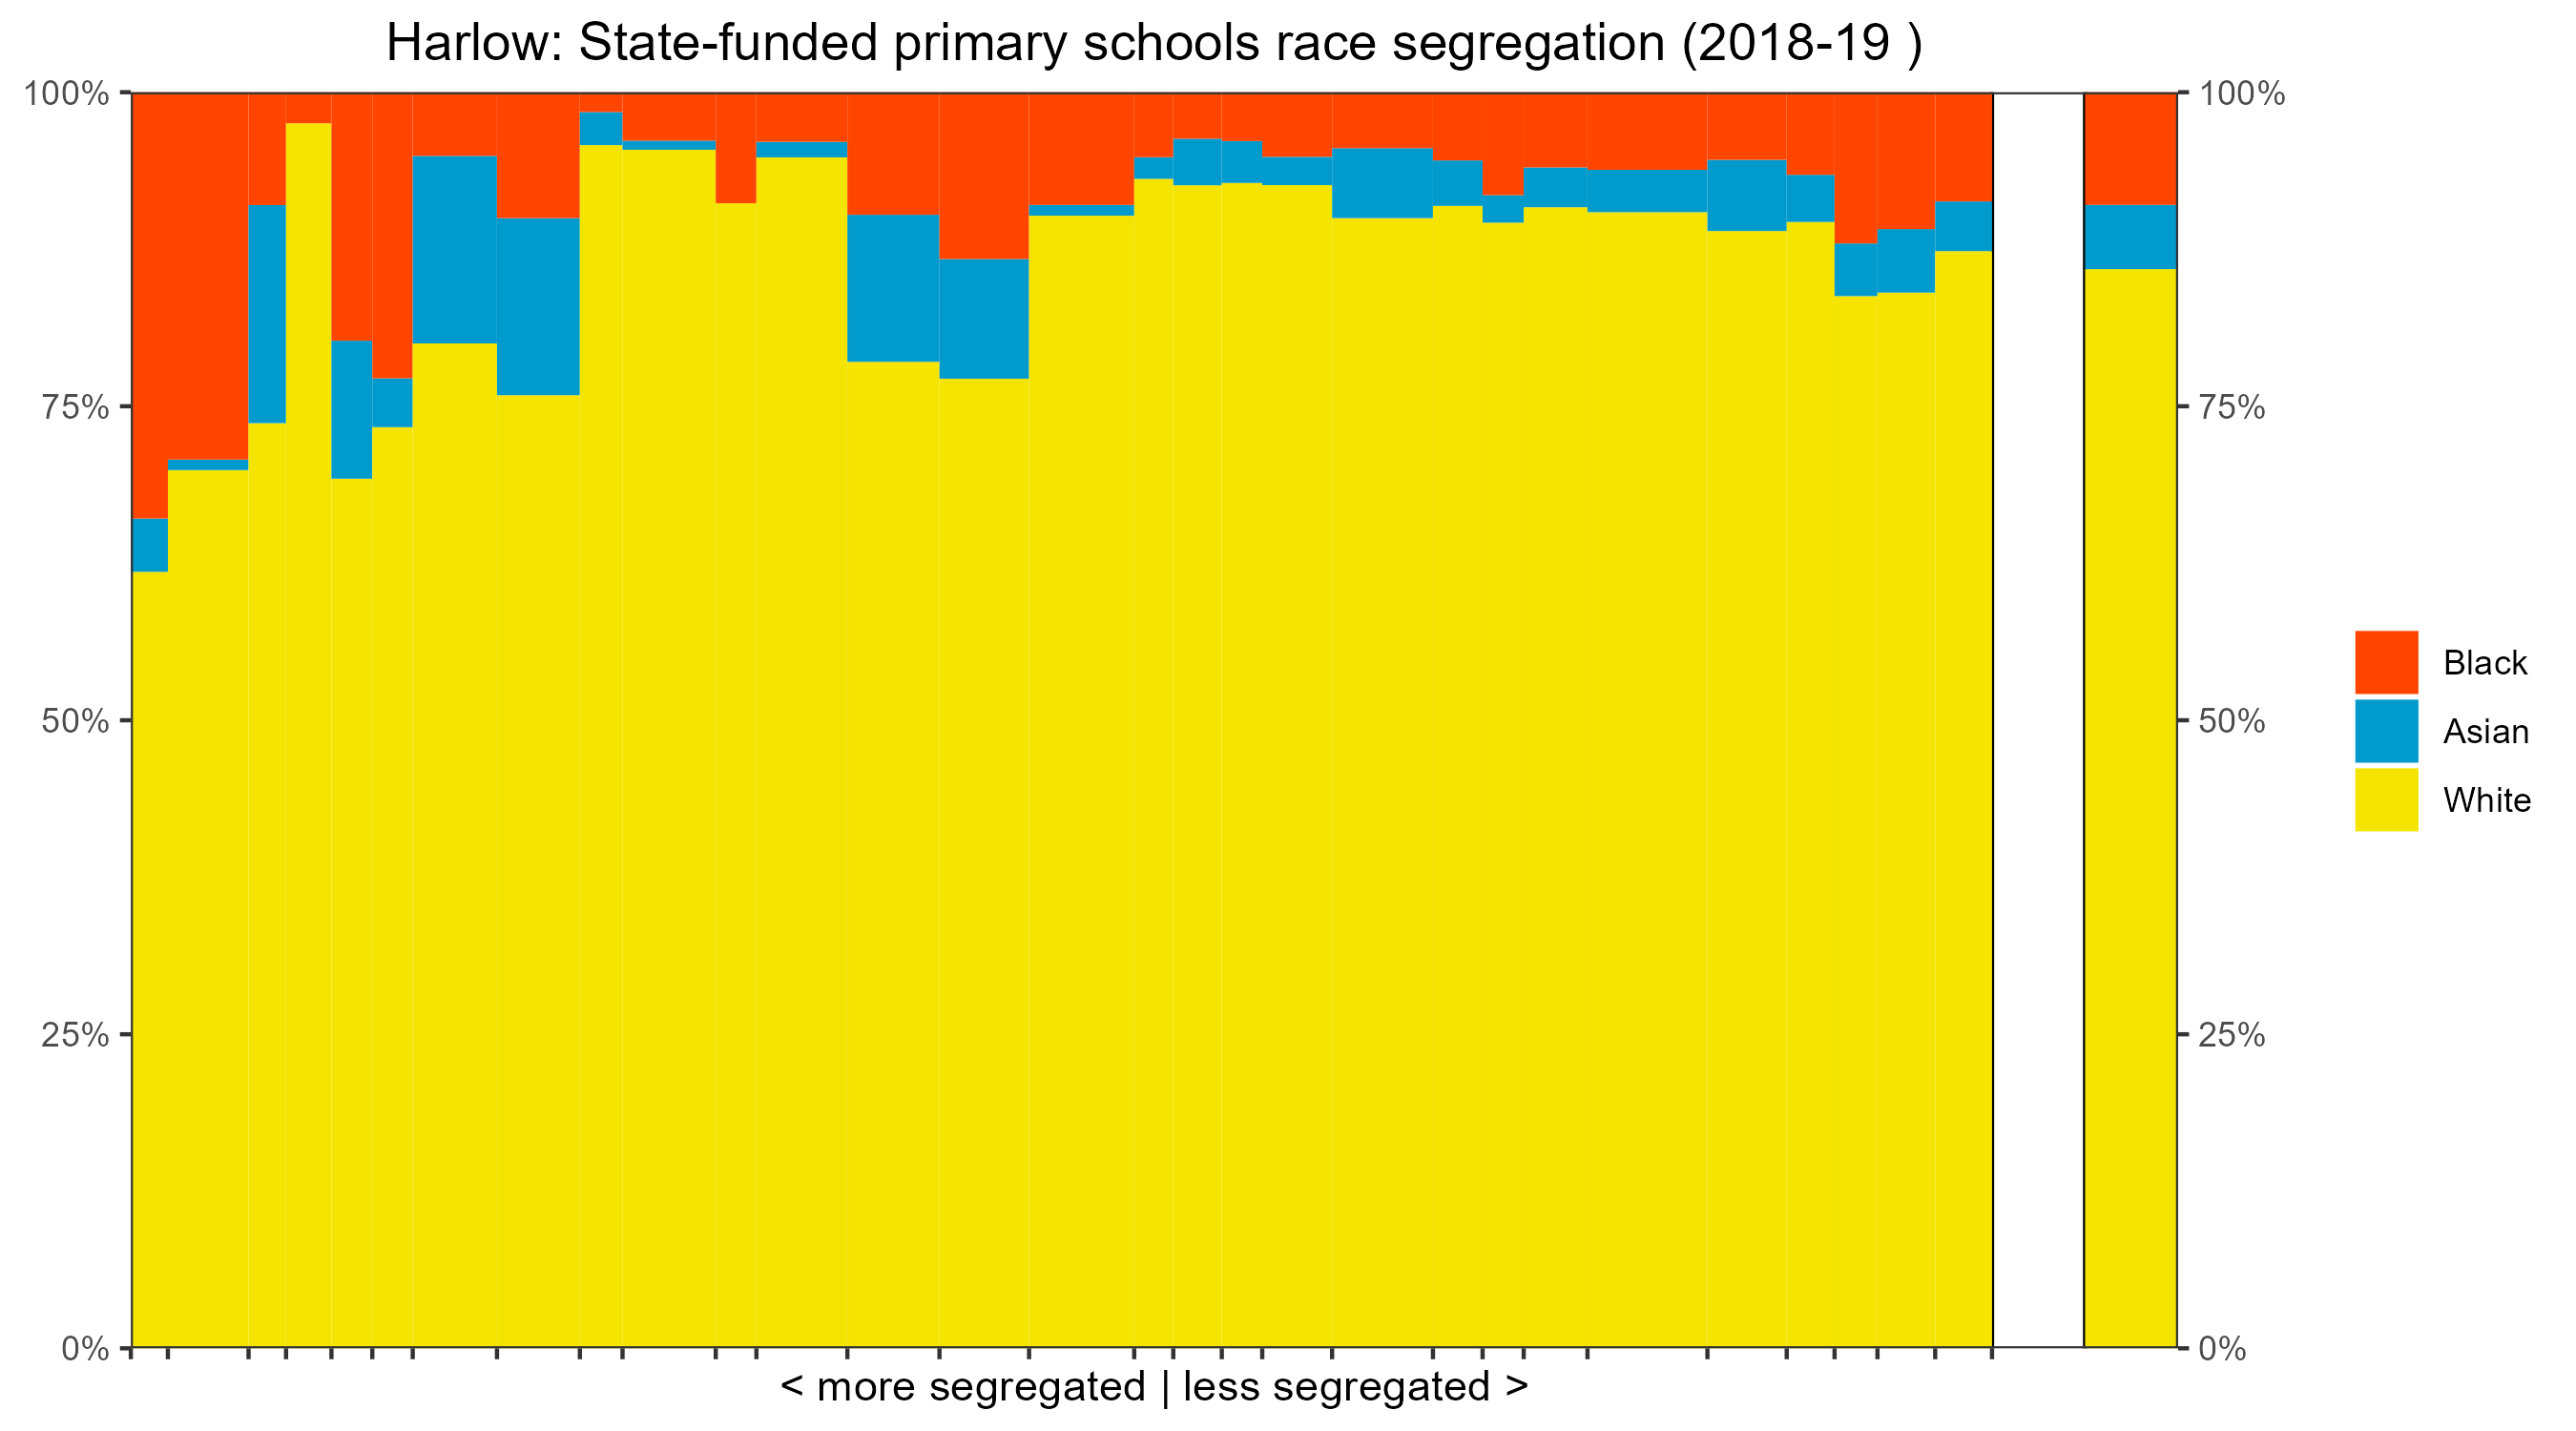 Harlow: State-funded primary schools race segregation (2018-19 )
100%
75%
50%
25%
0%
100%
75%
50%
25%
0%
Black
Asian
White
< more segregated | less segregated >